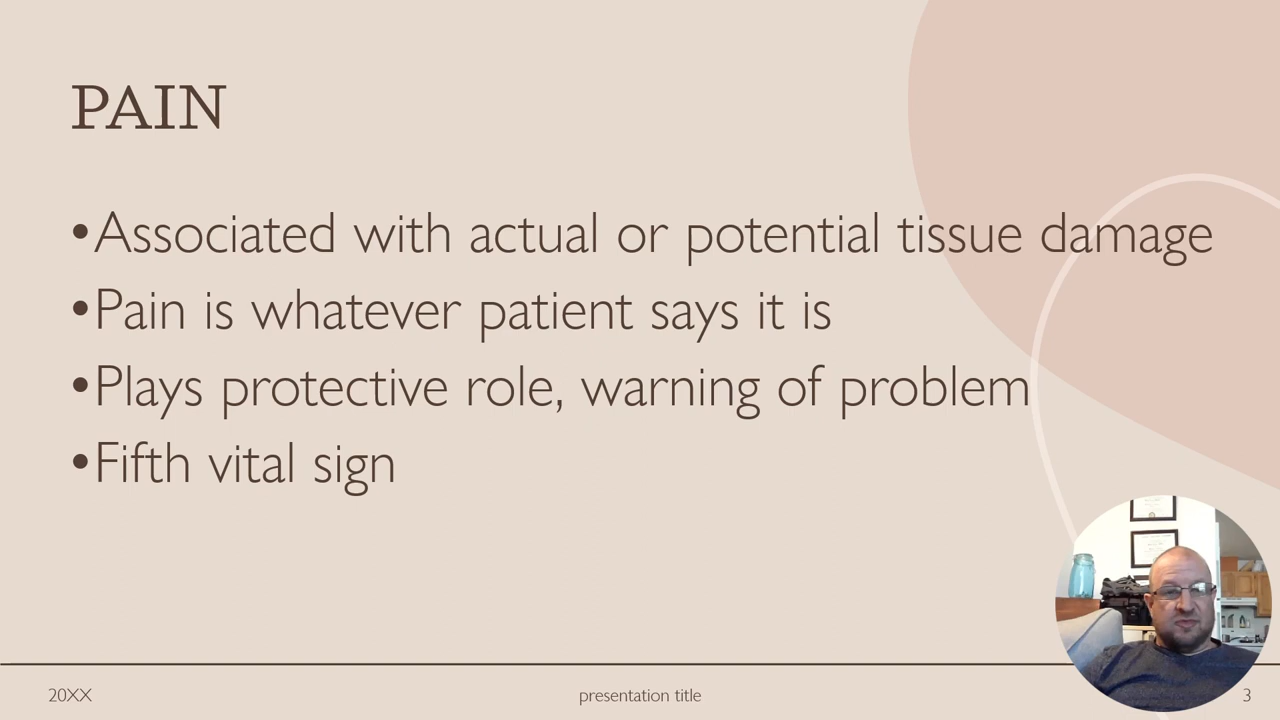 PAIN
•Associated with actual or potential tissue damage
•Pain is whatever patient says it is
•Plays protective role, warning of problem
•Fifth vital sign
20XX
presentation title
3